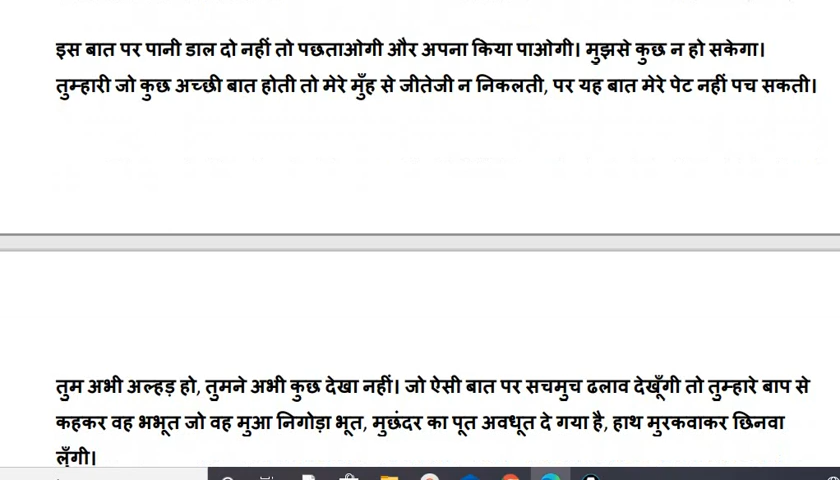 इस बात पर पानी डाल दो नहीं तो पछताओगी और अपना किया पाओगी। मुझसे कुछ न हो सकेगा।
तुम्हारी जो कुछ अच्छी बात होती तो मेरे मुँह से जीतेजी न निकलती, पर यह बात मेरे पेट नहीं पच सकती।
तुम अभी अल्हड़ हो, तुमने अभी कुछ देखा नहीं। जो ऐसी बात पर सचमुच ढलाव देखूँगी तो तुम्हारे बाप से
कहकर वह भभूत जो वह मुआ निगोड़ा भूत, मुछंदर का पूत अवधूत दे गया है, हाथ मुरकवाकर छिनवा
लूँगी।